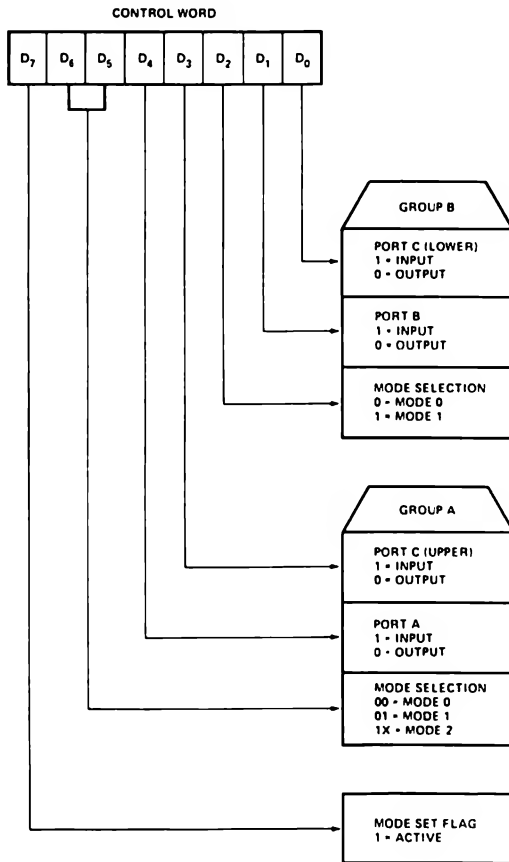 CONTROL WORD
D7 D6 D5 D4 D3 D2 D1 D0
GROUP B
PORT C (LOWER)
1 = INPUT
0 = OUTPUT
PORT B
1 = INPUT
0 = OUTPUT
MODE SELECTION
0 = MODE 0
1 = MODE 1
GROUP A
PORT C (UPPER)
1 = INPUT
0 = OUTPUT
PORT A
1 = INPUT
0 = OUTPUT
MODE SELECTION
00 = MODE 0
01 = MODE 1
1X = MODE 2
MODE SET FLAG
1 = ACTIVE